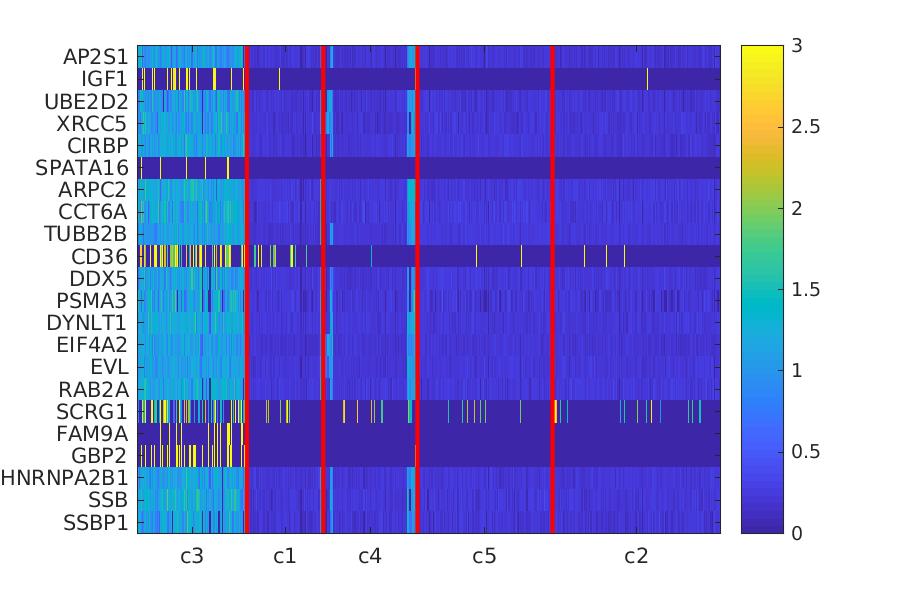 AP2S1
IGF1
UBE2D2
XRCC5
CIRBP
SPATA16
ARPC2
CCT6A
TUBB2B
CD36
DDX5
PSMA3
DYNLT1
EIF4A2
EVL
RAB2A
SCRG1
FAM9A
GBP2
HNRNPA2B1
SSB
SSBP1
c3 c1 c4 c5 c2
3
2.5
2
1.5
1
0.5
0